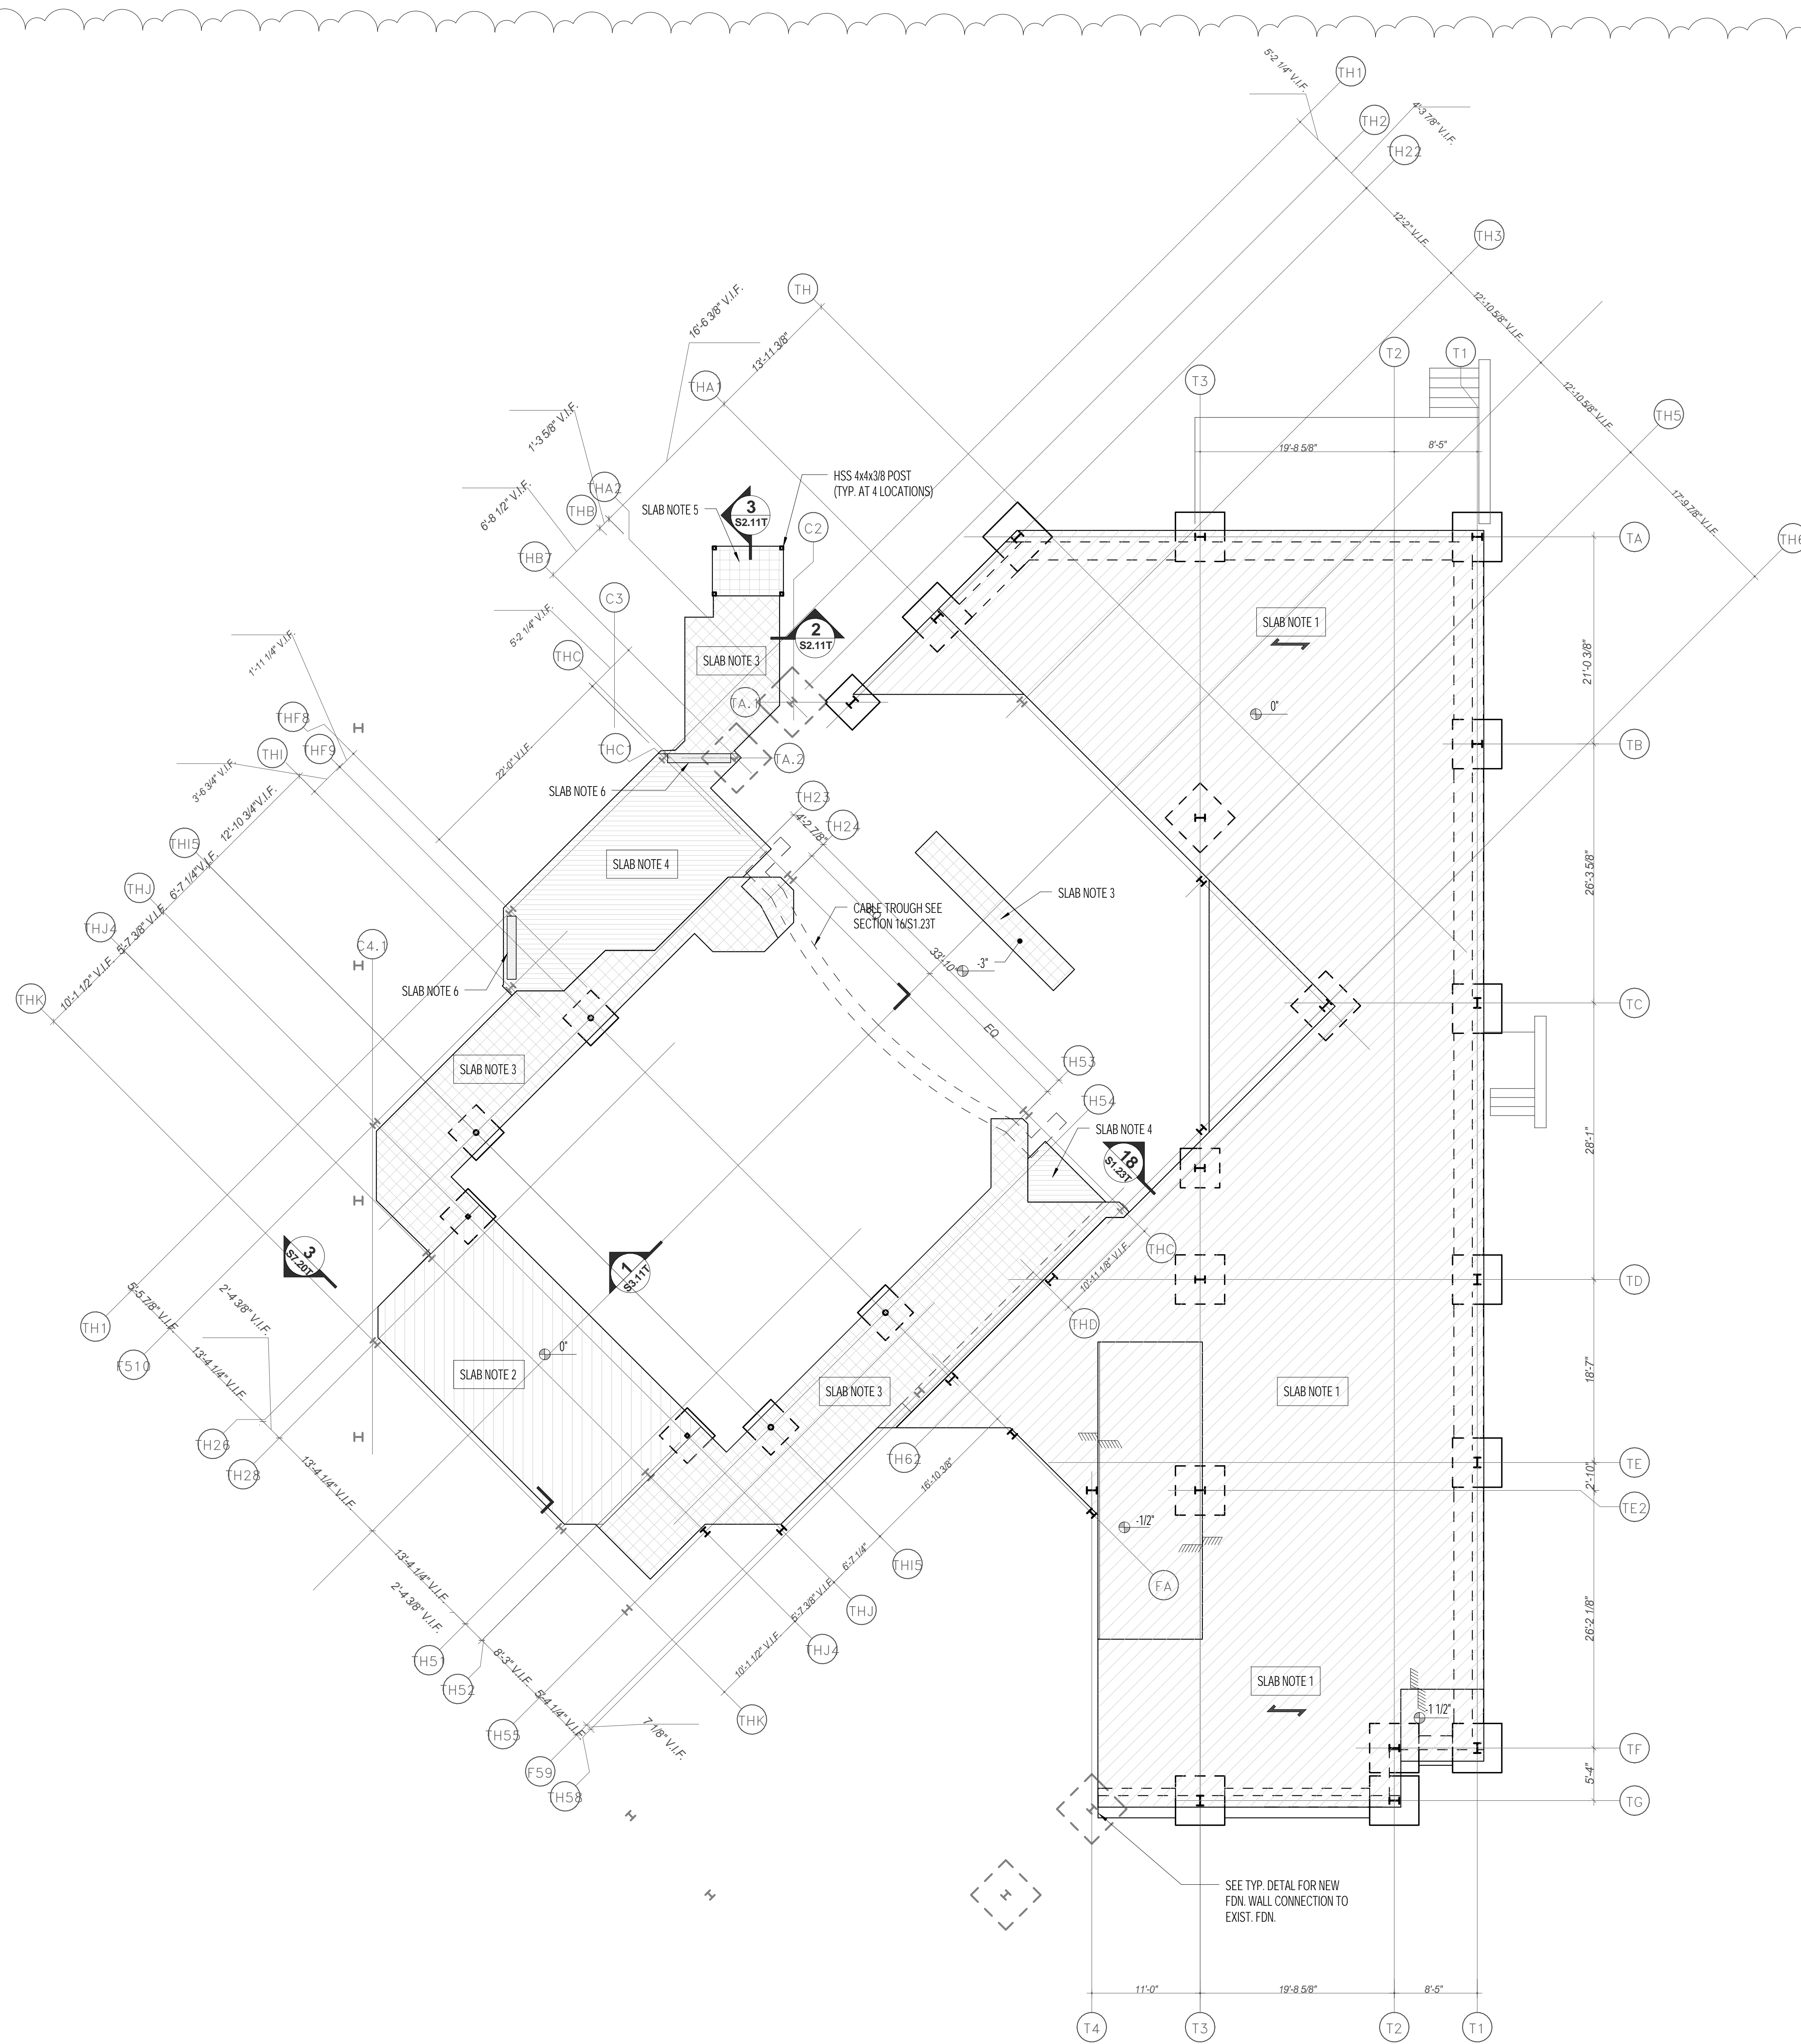 5'-2 1/4" V.I.F.
TH1
4'-3 7/8" V.I.F.
TH2
TH22
12'-2" V.I.F.
TH3
12'-10 5/8" V.I.F.
12'-10 5/8" V.I.F.
TH5
17'-9 7/8" V.I.F.
TH6
TH
16'-6 3/8" V.I.F.
13'-11 3/8"
THA1
1'-3 5/8" V.I.F.
THA2
6'-8 1/2" V.I.F.
THB
THB7
T3
T2
T1
19'-8 5/8"
8'-5"
HSS 4x4x3/8 POST
(TYP. AT 4 LOCATIONS)
SLAB NOTE 5
3
S2.11T
C2
C3
2
S2.11T
SLAB NOTE 3
5'-2 1/4" V.I.F.
THC
TA.1
THC1
TA.2
22'-0" V.I.F.
SLAB NOTE 6
1'-11 1/4" V.I.F.
THF8
THF9
THI
3'-6 3/4" V.I.F.
12'-10 3/4" V.I.F.
THI5
6'-7 1/4" V.I.F.
THJ
5'-7 3/8" V.I.F.
THJ4
10'-1 1/2" V.I.F.
THK
C4.1
SLAB NOTE 4
SLAB NOTE 6
TH23
4'-2 7/8"
TH24
CABLE TROUGH SEE
SECTION 16/S1.23T
EQ
SLAB NOTE 3
33'-10"
-3"
EQ
TH53
TH54
SLAB NOTE 4
18
S1.23T
SLAB NOTE 1
0"
TA
21'-0 3/8"
TB
26'-3 5/8"
TC
28'-1"
TD
18'-7"
TE
2'-10"
TE2
26'-2 1/8"
TF
5'-4"
TG
SLAB NOTE 3
3
S7.20T
1
S3.11T
THC
10'-11 1/8" V.I.F.
THD
TH1
F510
5'-5 7/8" V.I.F.
2'-4 3/8" V.I.F.
13'-4 1/4" V.I.F.
TH26
TH28
0"
SLAB NOTE 2
SLAB NOTE 3
SLAB NOTE 1
TH62
16'-10 3/8"
13'-4 1/4" V.I.F.
-1/2"
13'-4 1/4" V.I.F.
2'-4 3/8" V.I.F.
THI5
6'-7 1/4"
FA
THJ
5'-7 3/8" V.I.F.
THJ4
10'-1 1/2" V.I.F.
THK
TH51
TH52
8'-3" V.I.F.
TH55
5'-4 1/4" V.I.F.
7 1/8" V.I.F.
F59
TH58
SLAB NOTE 1
-1 1/2"
SEE TYP. DETAL FOR NEW
FDN. WALL CONNECTION TO
EXIST. FDN.
11'-0"
19'-8 5/8"
8'-5"
T4
T3
T2
T1